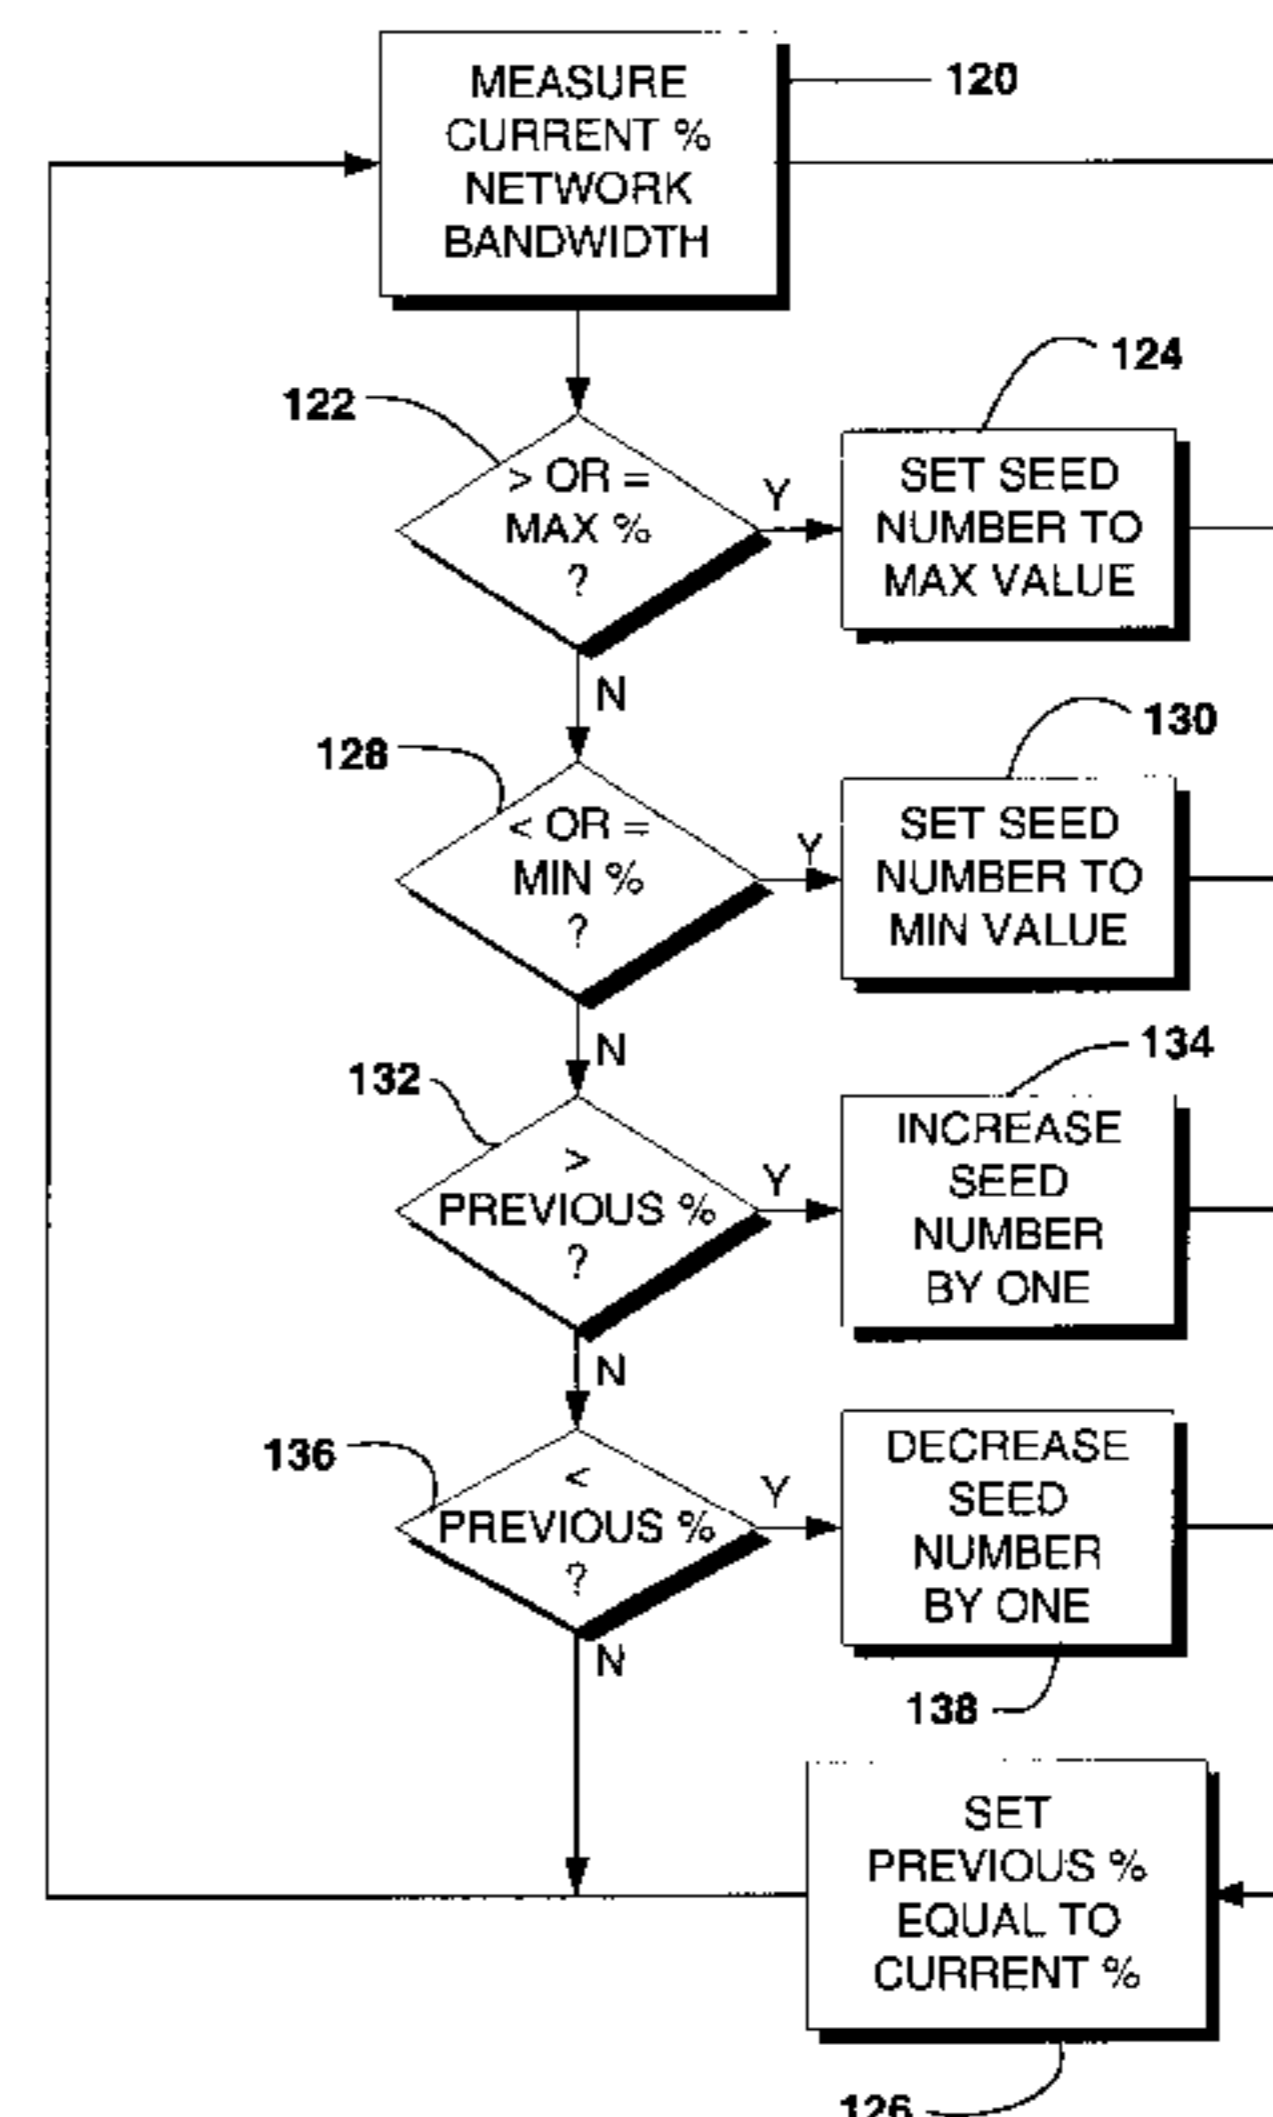 MEASURE
CURRENT %
NETWORK
BANDWIDTH
120
122
> OR =
MAX %
?
Y
N
124
SET SEED
NUMBER TO
MAX VALUE
128
< OR =
MIN %
?
Y
N
130
SET SEED
NUMBER TO
MIN VALUE
132
>
PREVIOUS %
?
Y
N
134
INCREASE
SEED
NUMBER
BY ONE
136
<
PREVIOUS %
?
Y
N
DECREASE
SEED
NUMBER
BY ONE
138
SET
PREVIOUS %
EQUAL TO
CURRENT %
126